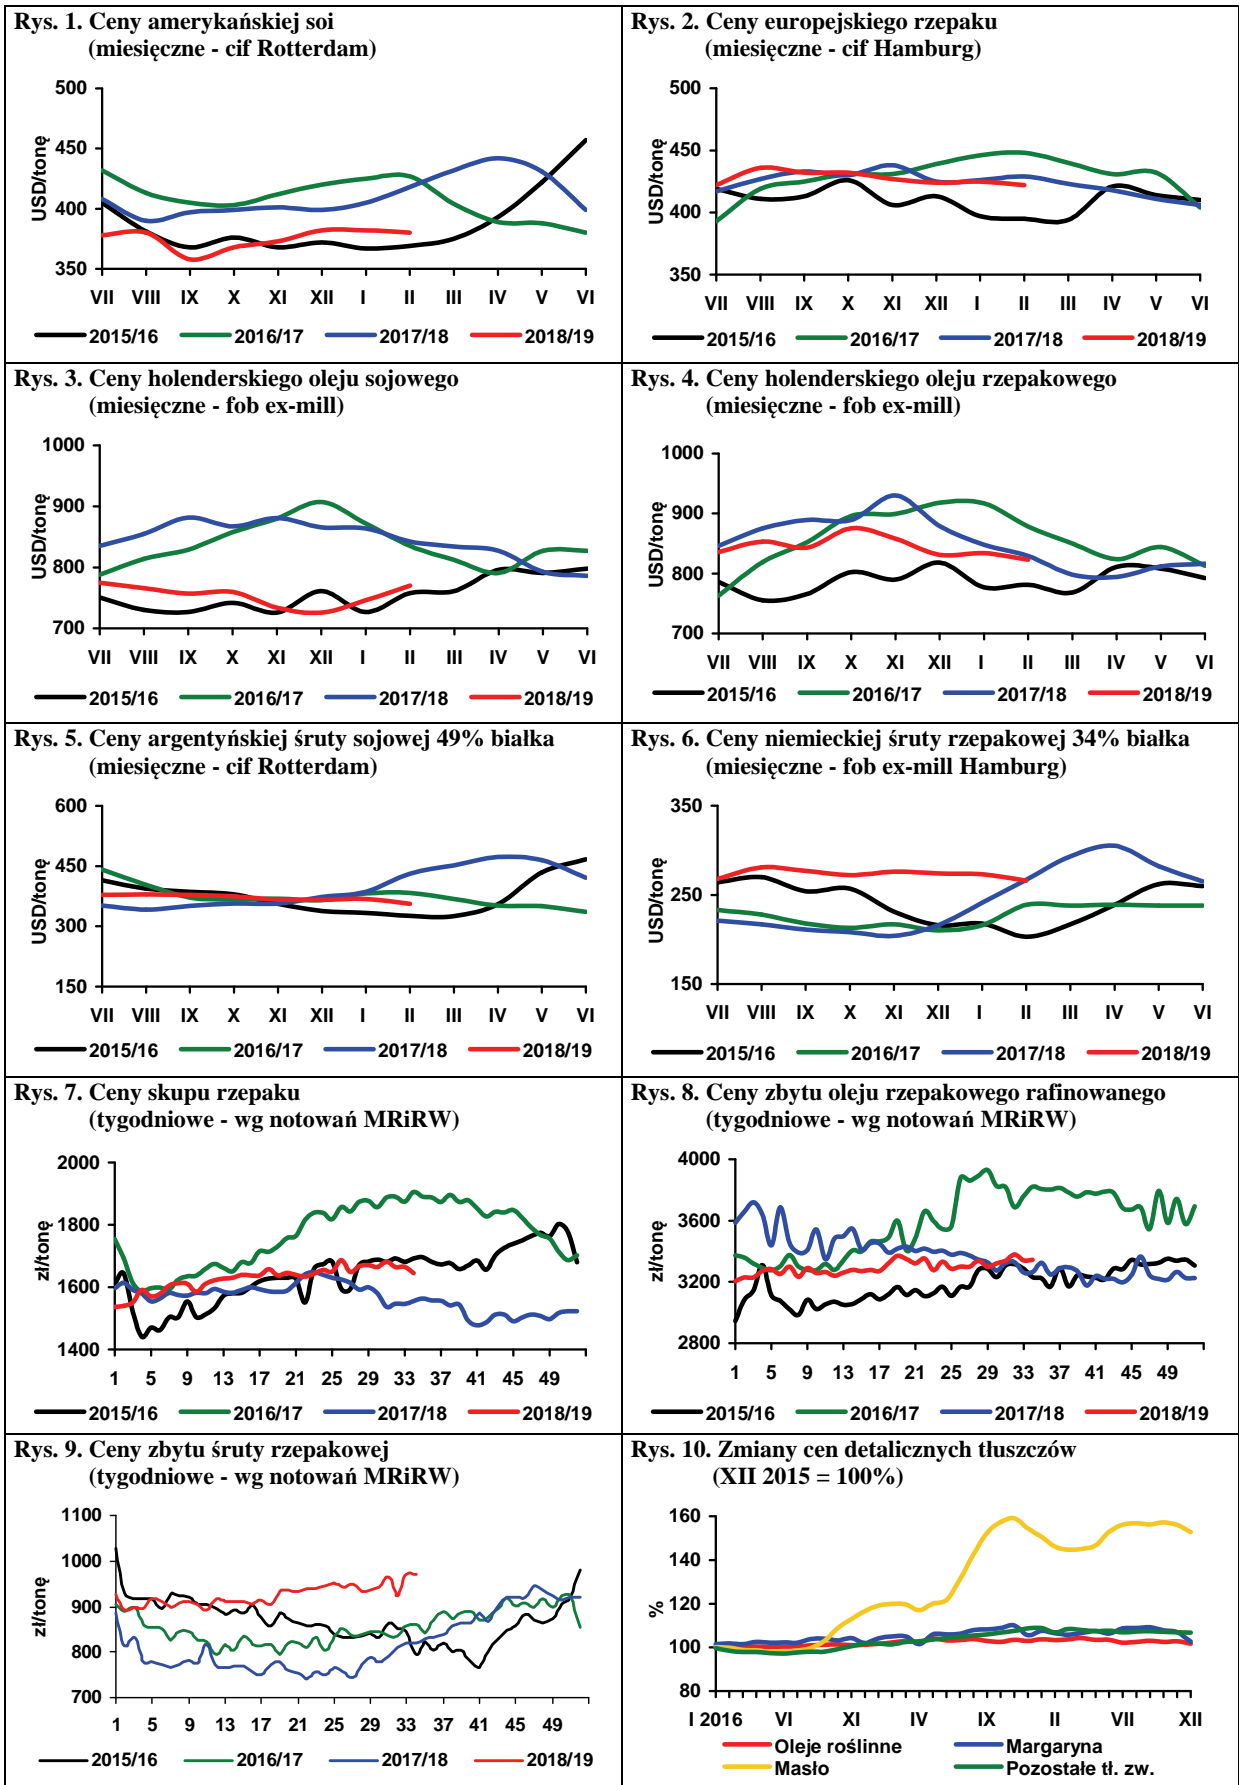 Rys. 1. Ceny amerykańskiej soi
(miesięczne - cif Rotterdam)
USD/tonę
500
450
400
350
VII VIII IX X XI XII I II III IV V VI
2015/16 2016/17 2017/18 2018/19
Rys. 2. Ceny europejskiego rzepaku
(miesięczne - cif Hamburg)
USD/tonę
500
450
400
350
VII VIII IX X XI XII I II III IV V VI
2015/16 2016/17 2017/18 2018/19
Rys. 3. Ceny holenderskiego oleju sojowego
(miesięczne - fob ex-mill)
USD/tonę
1000
900
800
700
VII VIII IX X XI XII I II III IV V VI
2015/16 2016/17 2017/18 2018/19
Rys. 4. Ceny holenderskiego oleju rzepakowego
(miesięczne - fob ex-mill)
USD/tonę
1000
900
800
700
VII VIII IX X XI XII I II III IV V VI
2015/16 2016/17 2017/18 2018/19
Rys. 5. Ceny argentyńskiej śruty sojowej 49% białka
(miesięczne - cif Rotterdam)
USD/tonę
600
450
300
150
VII VIII IX X XI XII I II III IV V VI
2015/16 2016/17 2017/18 2018/19
Rys. 6. Ceny niemieckiej śruty rzepakowej 34% białka
(miesięczne - fob ex-mill Hamburg)
USD/tonę
350
250
150
VII VIII IX X XI XII I II III IV V VI
2015/16 2016/17 2017/18 2018/19
Rys. 7. Ceny skupu rzepaku
(tygodniowe - wg notowań MRiRW)
zł/tonę
2000
1800
1600
1400
1 5 9 13 17 21 25 29 33 37 41 45 49
2015/16 2016/17 2017/18 2018/19
Rys. 8. Ceny zbytu oleju rzepakowego rafinowanego
(tygodniowe - wg notowań MRiRW)
zł/tonę
4000
3600
3200
2800
1 5 9 13 17 21 25 29 33 37 41 45 49
2015/16 2016/17 2017/18 2018/19
Rys. 9. Ceny zbytu śruty rzepakowej
(tygodniowe - wg notowań MRiRW)
zł/tonę
1100
1000
900
800
700
1 5 9 13 17 21 25 29 33 37 41 45 49
2015/16 2016/17 2017/18 2018/19
Rys. 10. Zmiany cen detalicznych tłuszczów
(XII 2015 = 100%)
%
160
140
120
100
80
I 2016 VI XI IV IX II VII XII
Oleje roślinne Margaryna
Masło Pozostałe tł. zw.